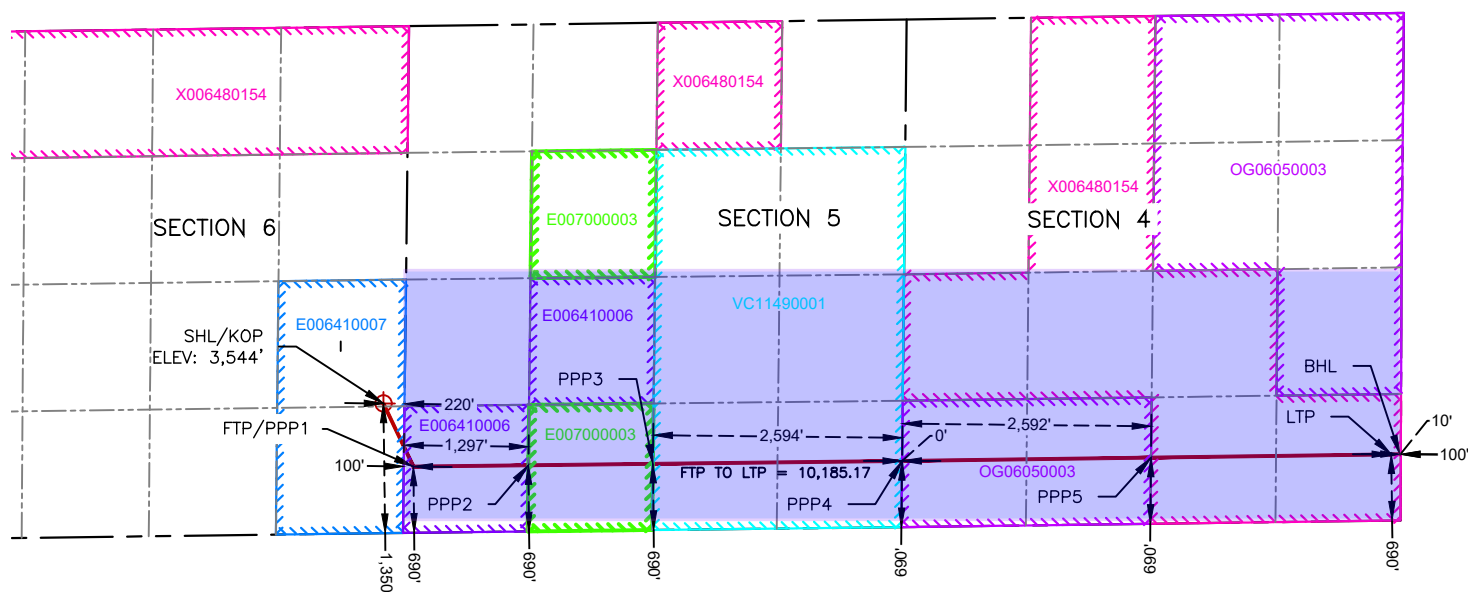 X006480154
X006480154
X006480154
OG06050003
SECTION 6
E007000003
SECTION 5
SECTION 4
E006410007
E006410006
VC11490001
SHL/KOP
ELEV: 3,544'
PPP3
BHL
220'
FTP/PPP1
E006410006
E007000003
1,297'
2,594'
2,592'
0'
LTP
10'
100'
100'
FTP TO LTP = 10,185.17
OG06050003
PPP2
PPP4
PPP5
1,350
690'
690'
690'
690'
690'
690'